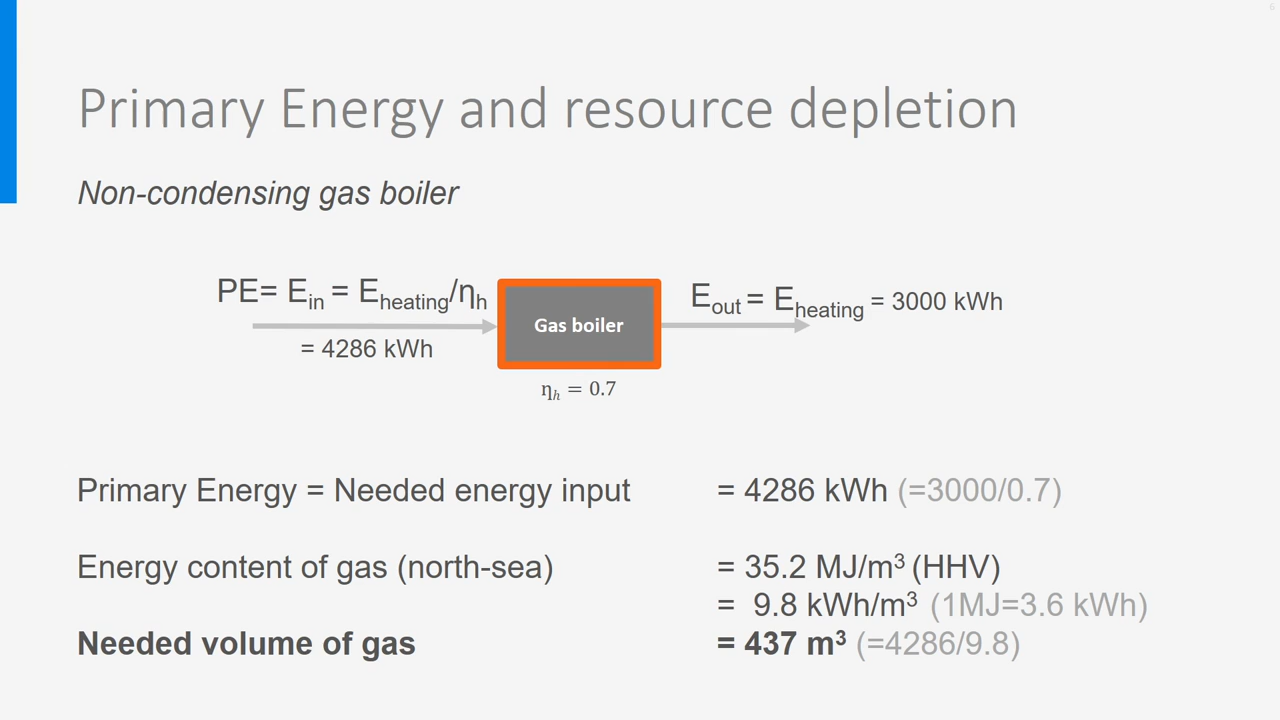 6
Primary Energy and resource depletion
Non-condensing gas boiler
PE= Ein = Eheating/ηh
= 4286 kWh
Gas boiler
ηh = 0.7
Eout = Eheating = 3000 kWh
Primary Energy = Needed energy input = 4286 kWh (=3000/0.7)
Energy content of gas (north-sea) = 35.2 MJ/m³ (HHV)
= 9.8 kWh/m³ (1MJ=3.6 kWh)
Needed volume of gas = 437 m³ (=4286/9.8)